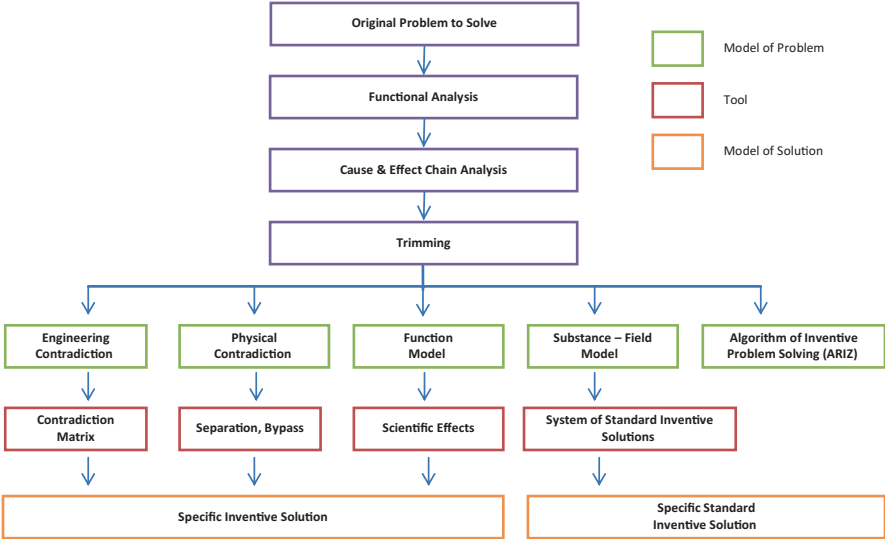 Original Problem to Solve
Functional Analysis
Cause & Effect Chain Analysis
Trimming
Model of Problem
Tool
Model of Solution
Engineering
Contradiction
Physical
Contradiction
Function
Model
Substance – Field
Model
Algorithm of Inventive
Problem Solving (ARIZ)
Contradiction
Matrix
Separation, Bypass
Scientific Effects
System of Standard Inventive
Solutions
Specific Inventive Solution
Specific Standard
Inventive Solution